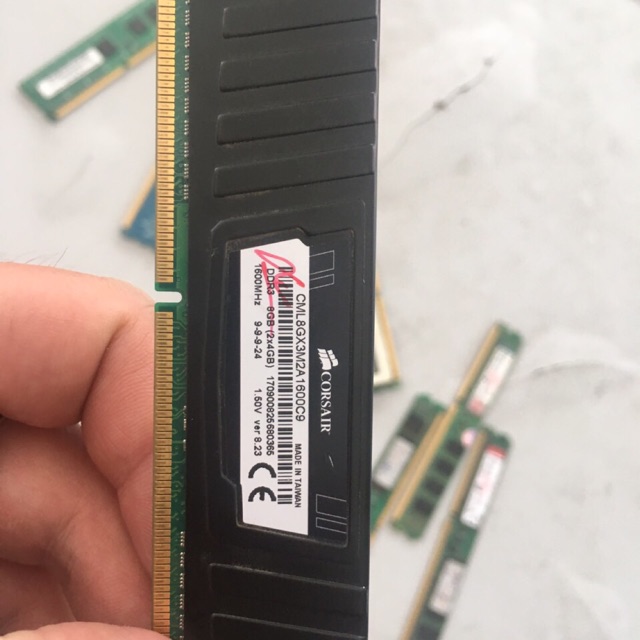 CORSAIR
CML8GX3M2A1600C9
MADE IN TAIWAN
DDR3 8GB (2x4GB) 170900825680365
1600MHz 9-9-9-24 1.50V ver 8.23
CE